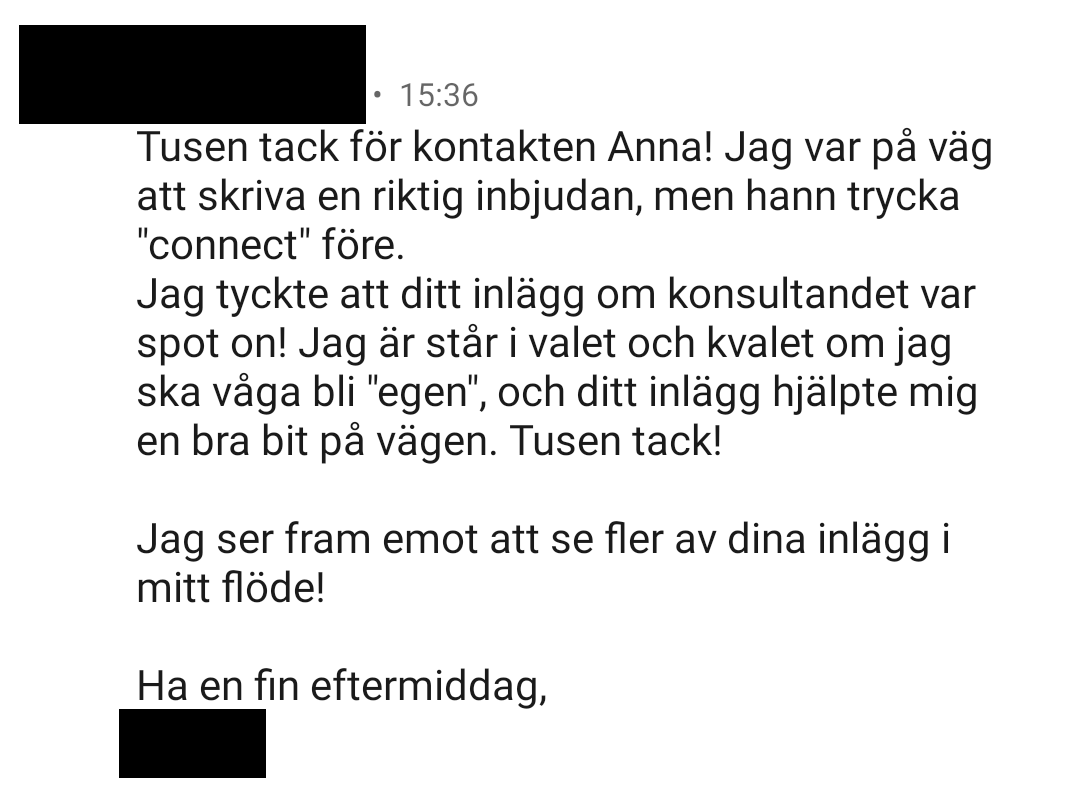 • 15:36
Tusen tack för kontakten Anna! Jag var på väg
att skriva en riktig inbjudan, men hann trycka
"connect" före.
Jag tyckte att ditt inlägg om konsultandet var
spot on! Jag är står i valet och kvalet om jag
ska våga bli "egen", och ditt inlägg hjälpte mig
en bra bit på vägen. Tusen tack!
Jag ser fram emot att se fler av dina inlägg i
mitt flöde!
Ha en fin eftermiddag,